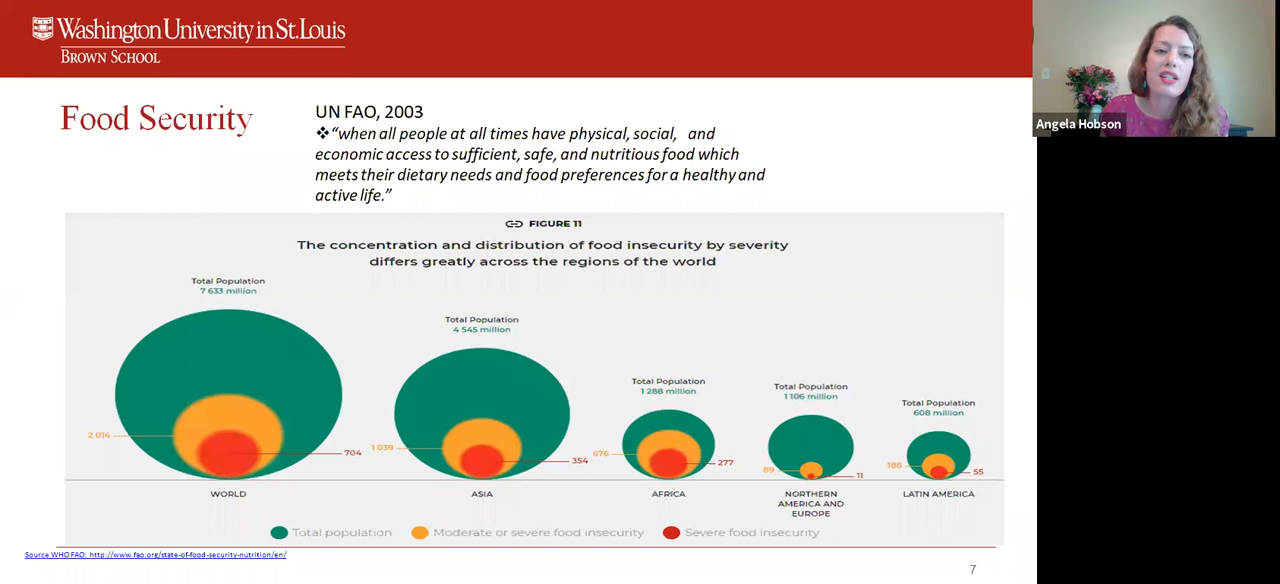 Washington University in St. Louis
BROWN SCHOOL
Angela Hobson
Food Security
UN FAO, 2003
❖“when all people at all times have physical, social, and
economic access to sufficient, safe, and nutritious food which
meets their dietary needs and food preferences for a healthy and
active life.”
FIGURE 11
The concentration and distribution of food insecurity by severity
differs greatly across the regions of the world
Total Population
7 633 million
Total Population
4 545 million
Total Population
1 288 million
Total Population
1 106 million
Total Population
608 million
2 014
704
1 039
354
676
277
89
11
188
55
WORLD
ASIA
AFRICA
NORTHERN
AMERICA AND
EUROPE
LATIN AMERICA
Total population
Moderate or severe food insecurity
Severe food insecurity
Source WHO FAO: http://www.fao.org/state-of-food-security-nutrition/en/
7